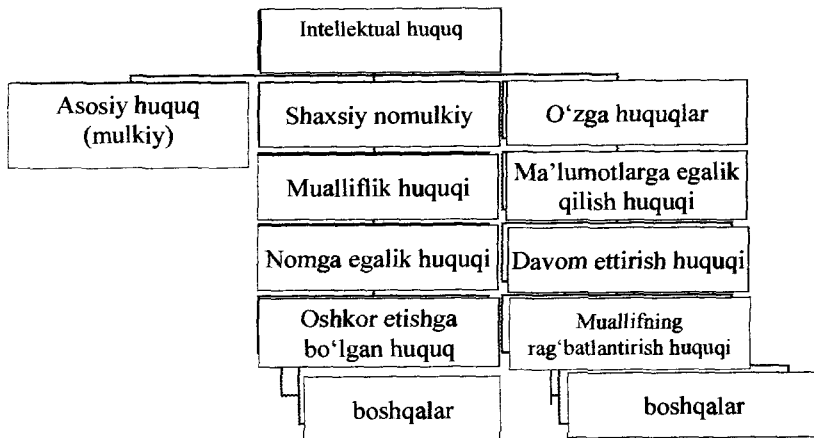 Intellektual huquq
Asosiy huquq
(mulkiy)
Shaxsiy nomulkiy
O‘zga huquqlar
Mualliflik huquqi
Ma’lumotlarga egalik
qilish huquqi
Nomga egalik huquqi
Davom ettirish huquqi
Oshkor etishga
bo‘lgan huquq
Muallifning
rag‘batlantirish huquqi
boshqalar
boshqalar